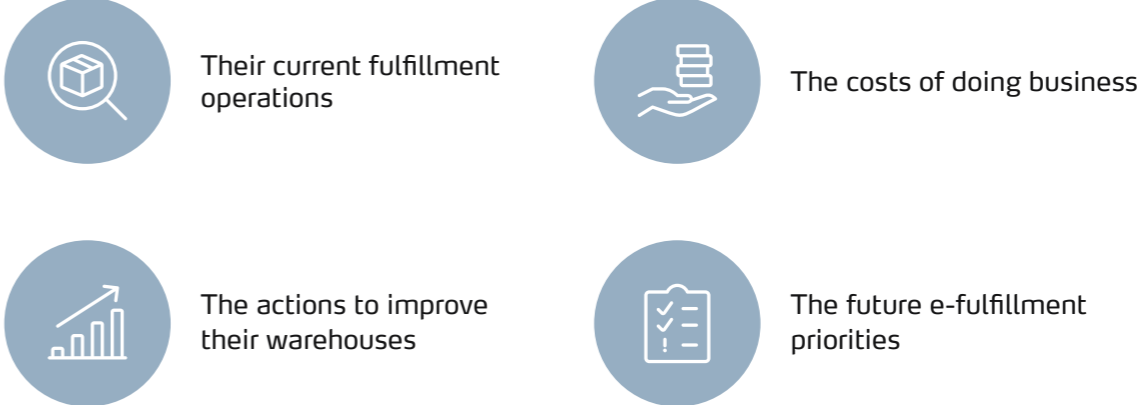 Their current fulfillment
operations
The costs of doing business
The actions to improve
their warehouses
The future e-fulfillment
priorities